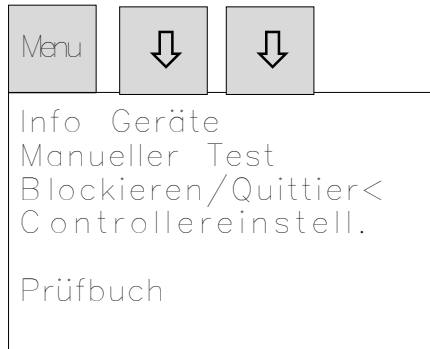 Menu
Info Geräte
Manueller Test
Blockieren/Quittier<
Controllereinstell.
Prüfbuch